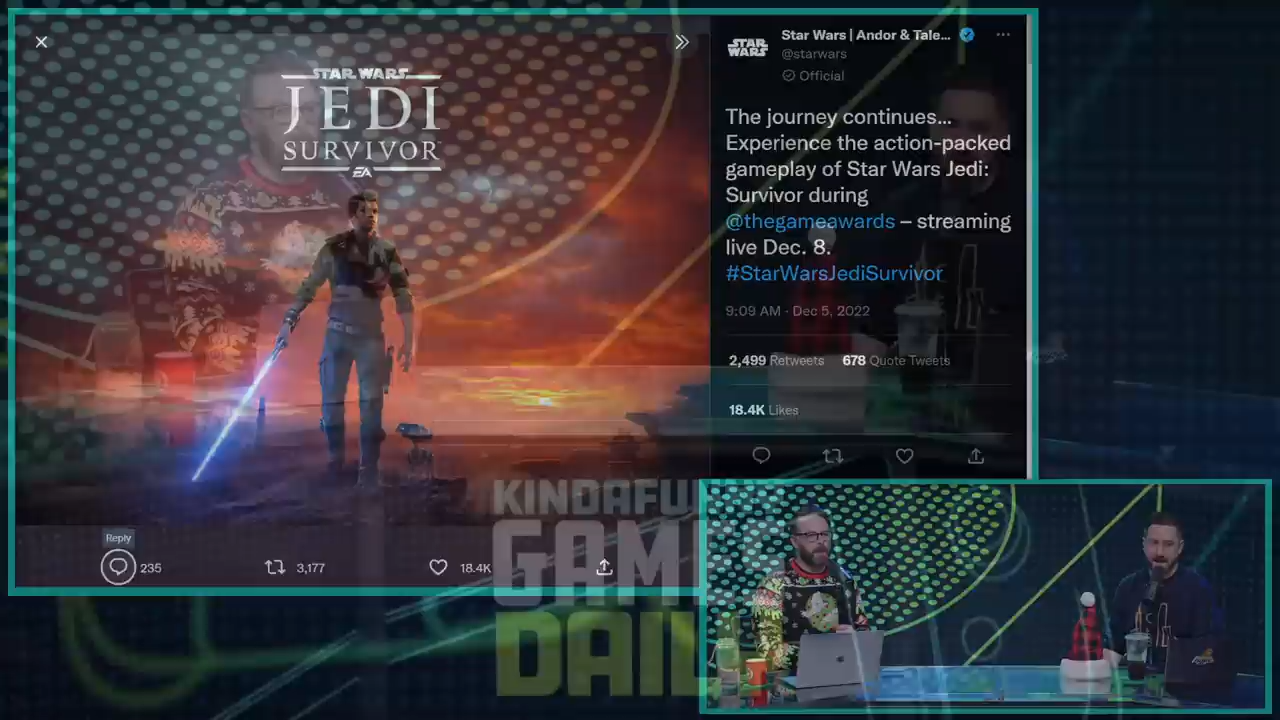 STAR WARS
JEDI
SURVIVOR
EA
STAR
WARS
Star Wars | Andor & Tale...
@starwars
Official
The journey continues...
Experience the action-packed
gameplay of Star Wars Jedi:
Survivor during
@thegameawards – streaming
live Dec. 8.
#StarWarsJediSurvivor
9:09 AM · Dec 5, 2022
2,499 Retweets 678 Quote Tweets
18.4K Likes
Reply
235 3,177 18.4K
KINDAFU
GAM
DAIL